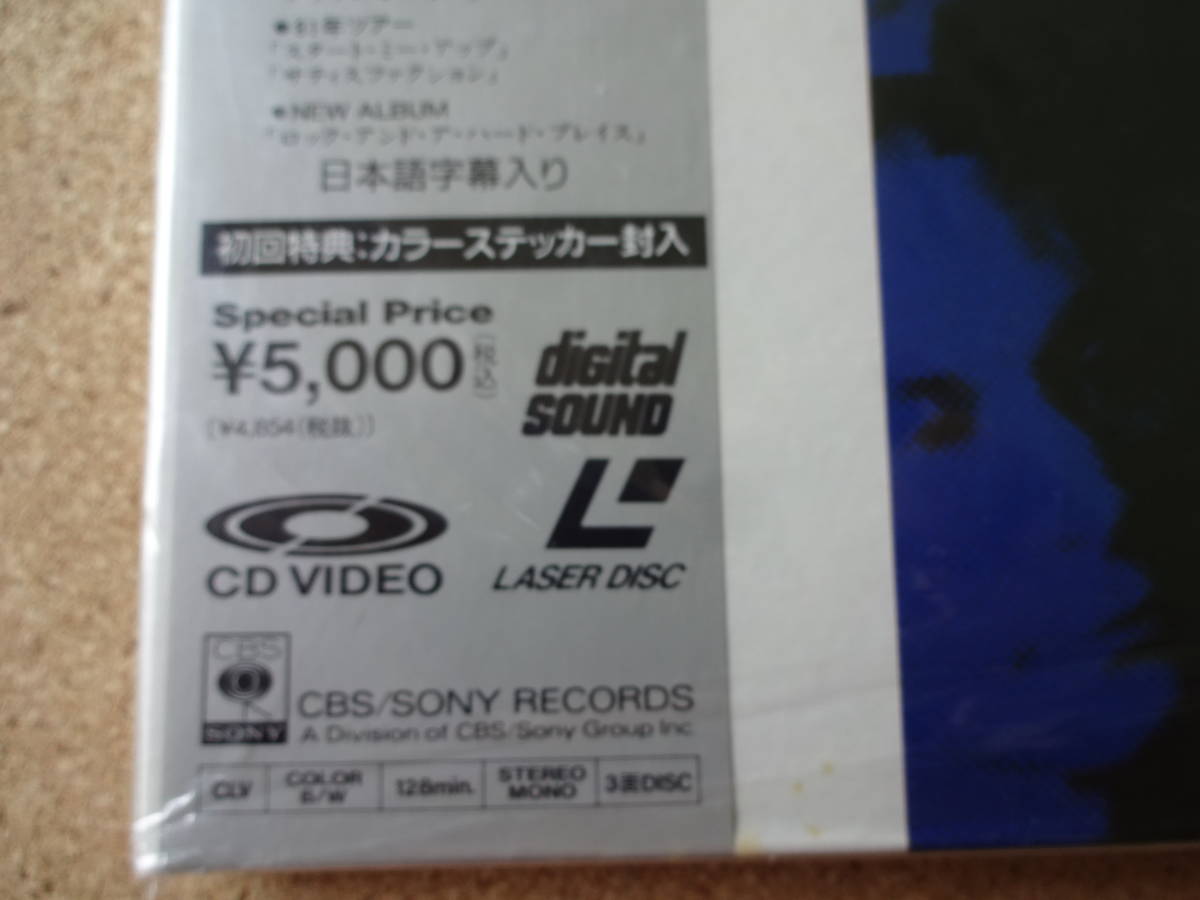 ●81年ツアー
「スタート・ミー・アップ」
「サティスファクション」
●NEW ALBUM
「ロック・アンド・ア・ハード・プレイス」
日本語字幕入り
初回特典:カラーステッカー封入
Special Price
¥5,000(税込)
[¥4,854(税抜)]
digital
SOUND
CD VIDEO
LASER DISC
CBS
SONY
CBS/SONY RECORDS
A Division of CBS/Sony Group Inc
CLV
COLOR
B/W
128min.
STEREO
MONO
3面DISC